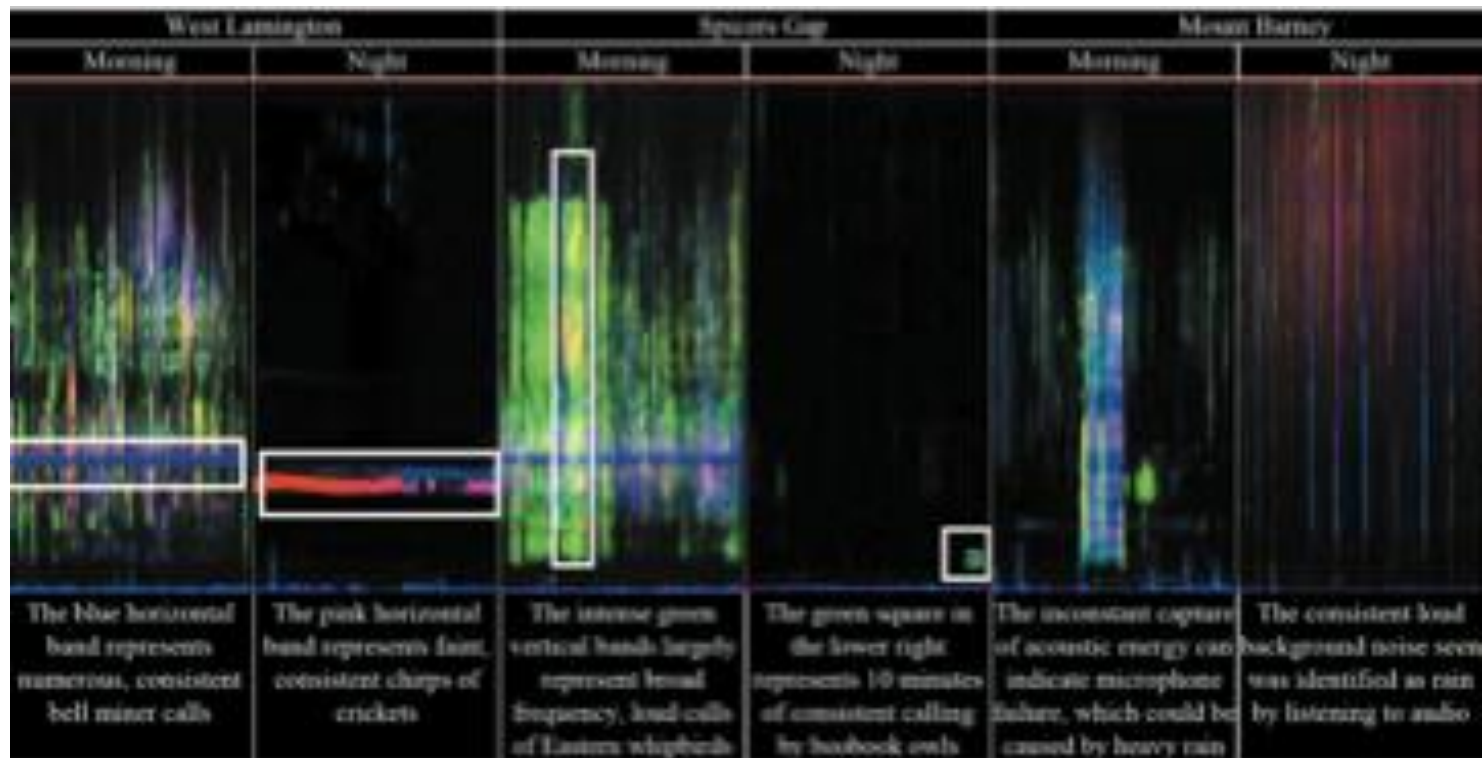 West Lamington Spicers Gap Mount Barney
Morning Night Morning Night Morning Night
The blue horizontal
band represents
numerous, consistent
bell miner calls
The pink horizontal
band represents faint,
consistent chirps of
crickets
The intense green
vertical bands largely
represent broad
frequency, loud calls
of Eastern whipbirds
The green square in
the lower right
represents 10 minutes
of consistent calling
by boobook owls
The inconstant capture
of acoustic energy can
indicate microphone
failure, which could be
caused by heavy rain
The consistent loud
background noise seen
was identified as rain
by listening to audio